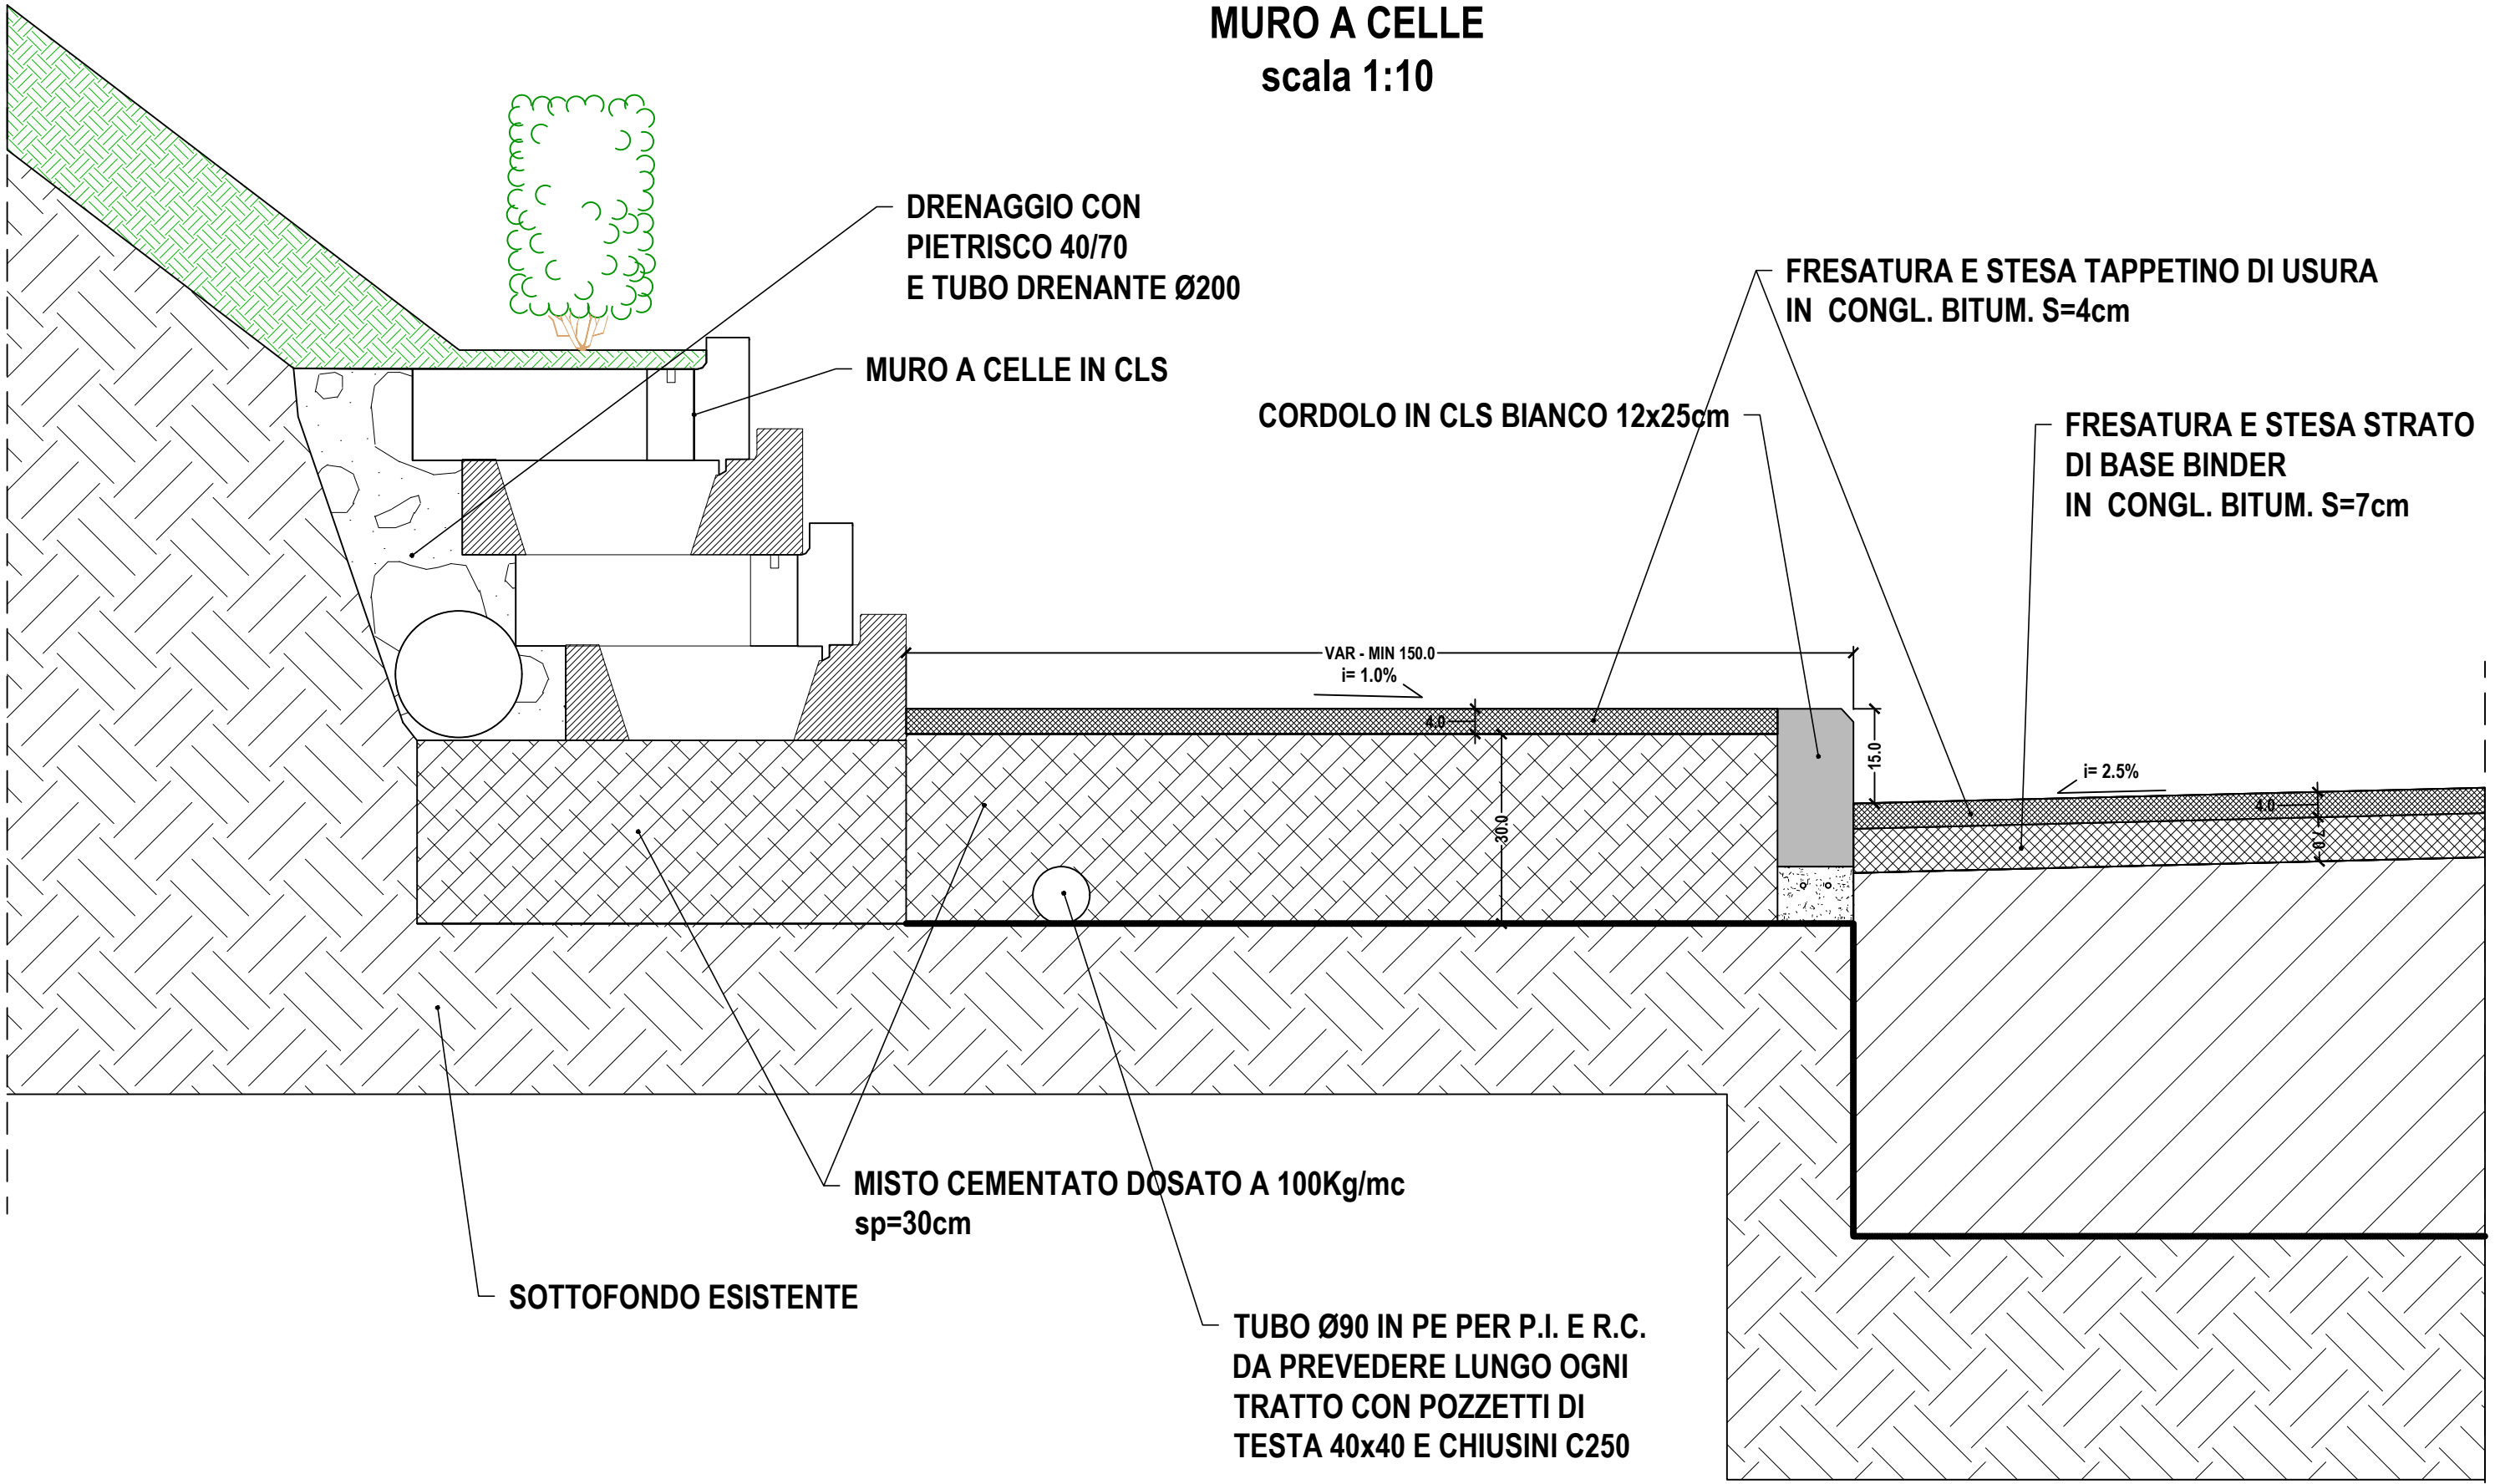 MURO A CELLE
scala 1:10
DRENAGGIO CON
PIETRISCO 40/70
E TUBO DRENANTE Ø200
MURO A CELLE IN CLS
FRESATURA E STESA TAPPETINO DI USURA
IN CONGL. BITUM. S=4cm
CORDOLO IN CLS BIANCO 12x25cm
FRESATURA E STESA STRATO
DI BASE BINDER
IN CONGL. BITUM. S=7cm
VAR - MIN 150.0
i= 1.0%
4.0
30.0
15.0
i= 2.5%
4.0
7.0
MISTO CEMENTATO DOSATO A 100Kg/mc
sp=30cm
SOTTOFONDO ESISTENTE
TUBO Ø90 IN PE PER P.I. E R.C.
DA PREVEDERE LUNGO OGNI
TRATTO CON POZZETTI DI
TESTA 40x40 E CHIUSINI C250